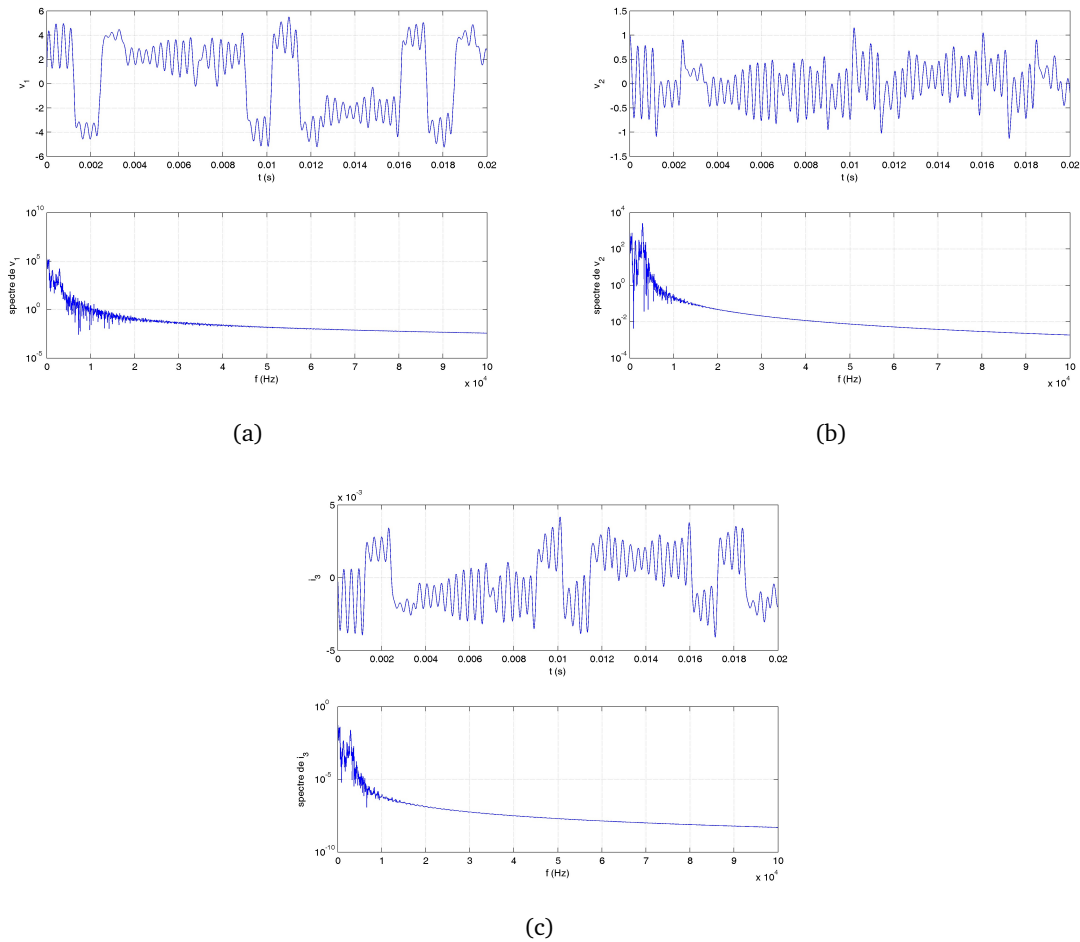 6
4
2
0
-2
-4
-6
v1
0 0.002 0.004 0.006 0.008 0.01 0.012 0.014 0.016 0.018 0.02
t (s)
10^10
10^5
10^0
10^-5
spectre de v1
0 1 2 3 4 5 6 7 8 9 10
f (Hz)
x 10^4
(a)
1.5
1
0.5
0
-0.5
-1
-1.5
v2
0 0.002 0.004 0.006 0.008 0.01 0.012 0.014 0.016 0.018 0.02
t (s)
10^4
10^2
10^0
10^-2
10^-4
spectre de v2
0 1 2 3 4 5 6 7 8 9 10
f (Hz)
x 10^4
(b)
x 10^-3
5
0
-5
i3
0 0.002 0.004 0.006 0.008 0.01 0.012 0.014 0.016 0.018 0.02
t (s)
10^0
10^-5
10^-10
spectre de i3
0 1 2 3 4 5 6 7 8 9 10
f (Hz)
x 10^4
(c)